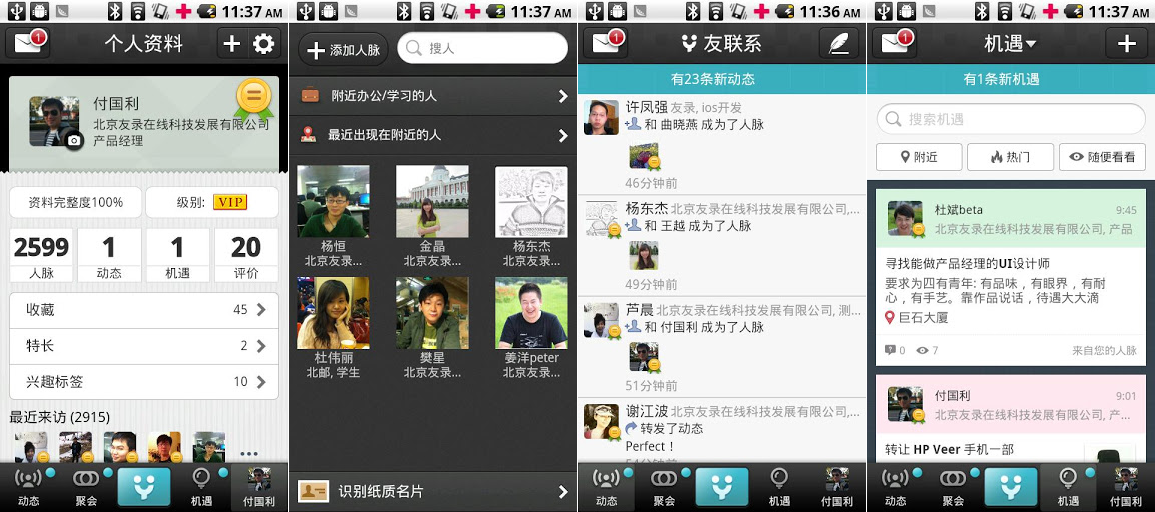 11:37 AM
1
个人资料
付国利
北京友录在线科技发展有限公司
产品经理
资料完整度100%
级别: VIP
2599
人脉
1
动态
1
机遇
20
评价
收藏 45
特长 2
兴趣标签 10
最近来访 (2915)
动态
聚会
机遇
付国利
11:37 AM
添加人脉
搜人
附近办公/学习的人
最近出现在附近的人
杨恒
北京友录...
金晶
北京友录...
杨东杰
北京友录...
杜伟丽
北邮, 学生
樊星
北京友录...
姜洋peter
北京友录...
识别纸质名片
11:36 AM
1
友联系
有23条新动态
许凤强 友录, ios开发
和 曲晓燕 成为了人脉
46分钟前
杨东杰 北京友录在线科技发展有限公司,...
和 王越 成为了人脉
49分钟前
芦晨 北京友录在线科技发展有限公司, 测...
和 付国利 成为了人脉
51分钟前
谢江波 北京友录在线科技发展有限公司,...
转发了动态
Perfect！
54分钟前
动态
聚会
机遇
付国利
11:37 AM
1
机遇
有1条新机遇
搜索机遇
附近
热门
随便看看
杜斌beta 9:45
北京友录在线科技发展有限公司, 产品
寻找能做产品经理的UI设计师
要求为四有青年: 有品味，有眼界，有耐
心，有手艺。靠作品说话，待遇大大滴
巨石大厦
0 7 来自您的人脉
付国利 9:01
北京友录在线科技发展有限公司, 产...
转让 HP Veer 手机一部
动态
聚会
机遇
付国利